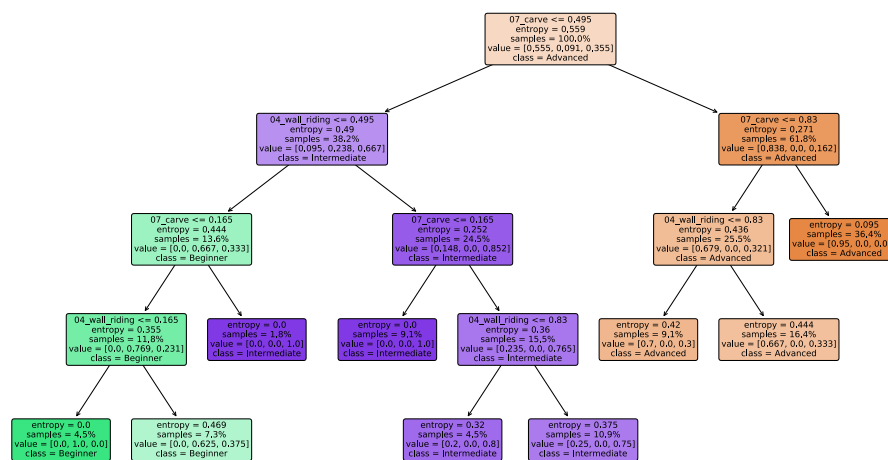 07_carve <= 0.495
entropy = 0.559
samples = 100.0%
value = [0.555, 0.091, 0.355]
class = Advanced
04_wall_riding <= 0.495
entropy = 0.49
samples = 38.2%
value = [0.095, 0.238, 0.667]
class = Intermediate
07_carve <= 0.83
entropy = 0.271
samples = 61.8%
value = [0.838, 0.0, 0.162]
class = Advanced
07_carve <= 0.165
entropy = 0.444
samples = 13.6%
value = [0.0, 0.667, 0.333]
class = Beginner
07_carve <= 0.165
entropy = 0.252
samples = 24.5%
value = [0.148, 0.0, 0.852]
class = Intermediate
04_wall_riding <= 0.83
entropy = 0.436
samples = 25.5%
value = [0.679, 0.0, 0.321]
class = Advanced
entropy = 0.095
samples = 36.4%
value = [0.95, 0.0, 0.0
class = Advanced
04_wall_riding <= 0.165
entropy = 0.355
samples = 11.8%
value = [0.0, 0.769, 0.231]
class = Beginner
entropy = 0.0
samples = 1.8%
value = [0.0, 0.0, 1.0]
class = Intermediate
entropy = 0.0
samples = 9.1%
value = [0.0, 0.0, 1.0]
class = Intermediate
04_wall_riding <= 0.83
entropy = 0.36
samples = 15.5%
value = [0.235, 0.0, 0.765]
class = Intermediate
entropy = 0.42
samples = 9.1%
value = [0.7, 0.0, 0.3]
class = Advanced
entropy = 0.444
samples = 16.4%
value = [0.667, 0.0, 0.333]
class = Advanced
entropy = 0.0
samples = 4.5%
value = [0.0, 1.0, 0.0]
class = Beginner
entropy = 0.469
samples = 7.3%
value = [0.0, 0.625, 0.375]
class = Beginner
entropy = 0.32
samples = 4.5%
value = [0.2, 0.0, 0.8]
class = Intermediate
entropy = 0.375
samples = 10.9%
value = [0.25, 0.0, 0.75]
class = Intermediate